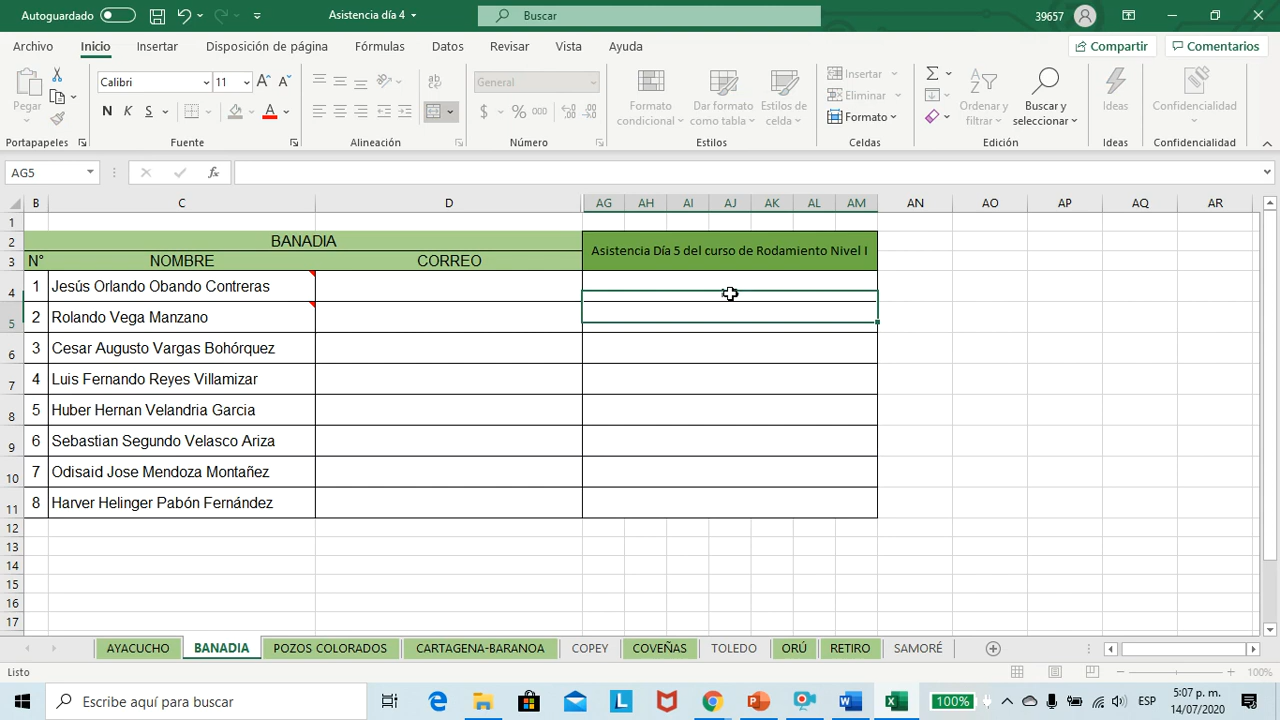 Autoguardado
Asistencia día 4
Buscar
39657
Archivo Inicio Insertar Disposición de página Fórmulas Datos Revisar Vista Ayuda
Compartir
Comentarios
Pegar
Calibri
11
N K S
General
$ % 000
Formato condicional
Dar formato como tabla
Estilos de celda
Insertar
Eliminar
Formato
Ordenar y filtrar
Buscar y seleccionar
Ideas
Confidencialidad
Portapapeles Fuente Alineación Número Estilos Celdas Edición Ideas Confidencialidad
AG5
fx
B C D AG AH AI AJ AK AL AM AN AO AP AQ AR
1
2 BANADIA
Asistencia Día 5 del curso de Rodamiento Nivel I
3 N° NOMBRE CORREO
4 1 Jesús Orlando Obando Contreras
5 2 Rolando Vega Manzano
6 3 Cesar Augusto Vargas Bohórquez
7 4 Luis Fernando Reyes Villamizar
8 5 Huber Hernan Velandria Garcia
9 6 Sebastian Segundo Velasco Ariza
10 7 Odisaid Jose Mendoza Montañez
11 8 Harver Helinger Pabón Fernández
12
13
14
15
16
17
AYACUCHO BANADIA POZOS COLORADOS CARTAGENA-BARANOA COPEY COVEÑAS TOLEDO ORÚ RETIRO SAMORÉ
Listo
100%
Escribe aquí para buscar
100%
ESP
5:07 p. m.
14/07/2020